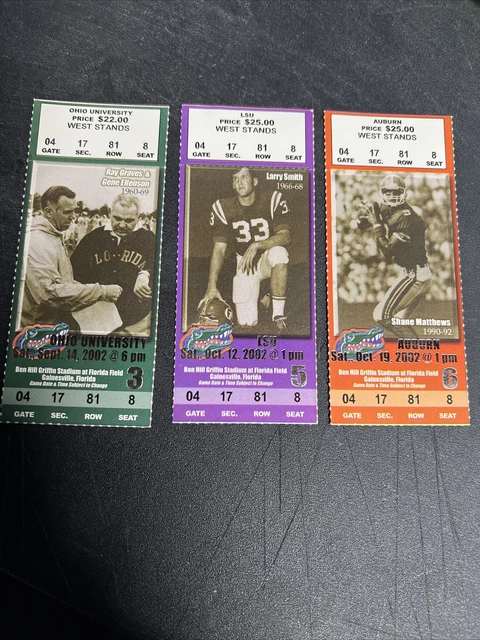 OHIO UNIVERSITY
PRICE $22.00
WEST STANDS
04 17 81 8
GATE SEC. ROW SEAT
Ray Graves &
Gene Ellenson
1960-69
FLORIDA
OHIO UNIVERSITY
Sat, Sept. 14, 2002 @ 6 pm
Ben Hill Griffin Stadium at Florida Field
Gainesville, Florida
Game Date & Time Subject to Change
3
04 17 81 8
GATE SEC. ROW SEAT
LSU
PRICE $25.00
WEST STANDS
04 17 81 8
GATE SEC. ROW SEAT
Larry Smith
1966-68
33
LSU
Sat, Oct. 12, 2002 @ 1 pm
Ben Hill Griffin Stadium at Florida Field
Gainesville, Florida
Game Date & Time Subject to Change
5
04 17 81 8
GATE SEC. ROW SEAT
AUBURN
PRICE $25.00
WEST STANDS
04 17 81 8
GATE SEC. ROW SEAT
Shane Matthews
1990-92
AUBURN
Sat, Oct. 19, 2002 @ 1 pm
Ben Hill Griffin Stadium at Florida Field
Gainesville, Florida
Game Date & Time Subject to Change
6
04 17 81 8
GATE SEC. ROW SEAT